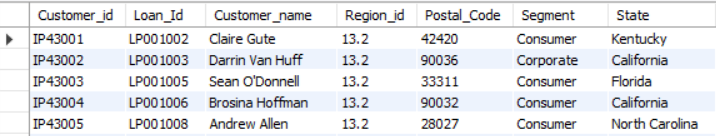 Customer_id Loan_Id Customer_name Region_id Postal_Code Segment State
IP43001 LP001002 Claire Gute 13.2 42420 Consumer Kentucky
IP43002 LP001003 Darrin Van Huff 13.2 90036 Corporate California
IP43003 LP001005 Sean O'Donnell 13.2 33311 Consumer Florida
IP43004 LP001006 Brosina Hoffman 13.2 90032 Consumer California
IP43005 LP001008 Andrew Allen 13.2 28027 Consumer North Carolina